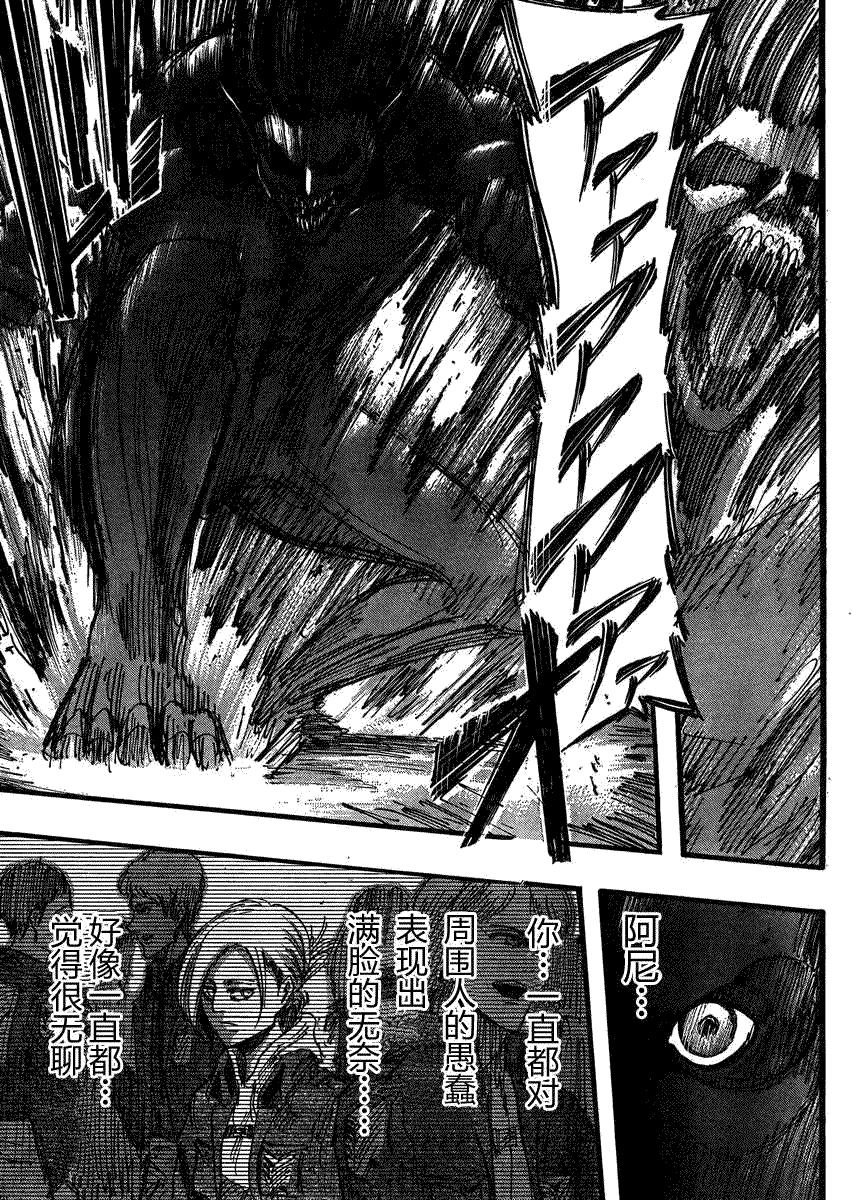 アアアアアアアアア
阿尼…
你…一直都对
周围人的愚蠢
表现出
满脸的无奈……
好像一直都…
觉得很无聊